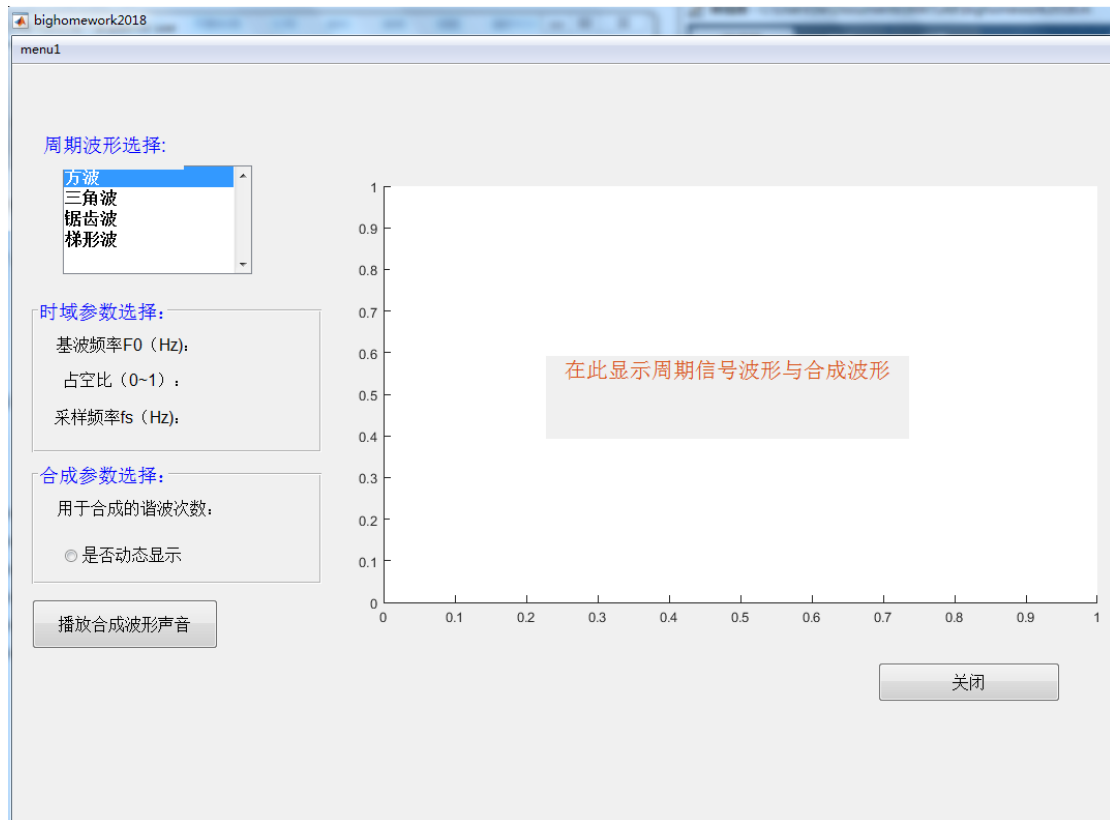 bighomework2018
menu1
周期波形选择:
方波
三角波
锯齿波
梯形波
时域参数选择：
基波频率F0（Hz):
占空比（0~1）:
采样频率fs（Hz):
合成参数选择：
用于合成的谐波次数:
是否动态显示
播放合成波形声音
1
0.9
0.8
0.7
0.6
0.5
0.4
0.3
0.2
0.1
0
在此显示周期信号波形与合成波形
0 0.1 0.2 0.3 0.4 0.5 0.6 0.7 0.8 0.9 1
关闭